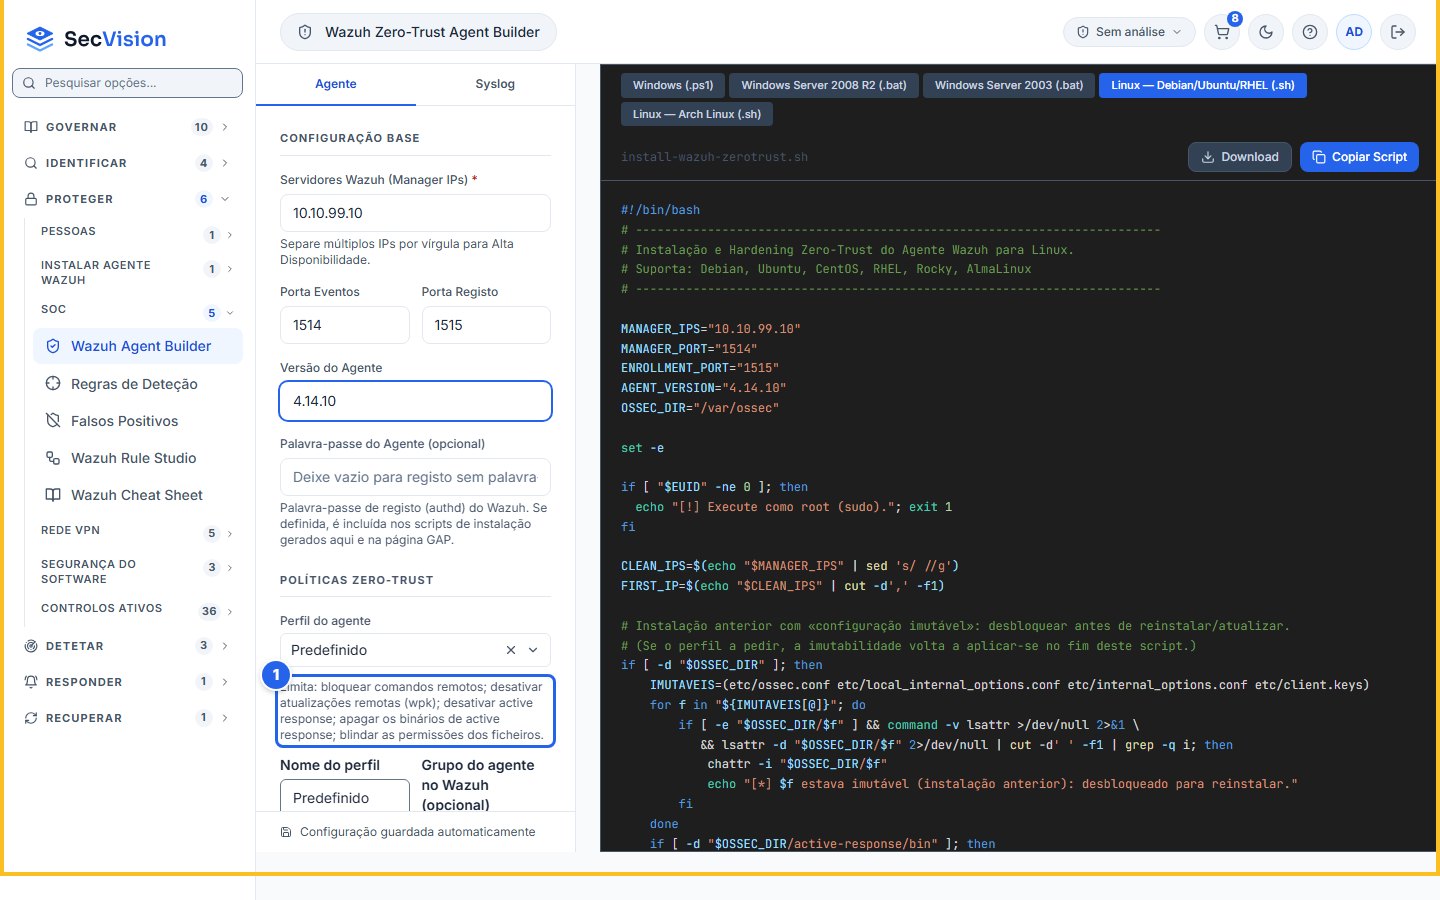 SecVision
Pesquisar opções...
GOVERNAR 10
IDENTIFICAR 4
PROTEGER 6
PESSOAS 1
INSTALAR AGENTE WAZUH 1
SOC 5
Wazuh Agent Builder
Regras de Deteção
Falsos Positivos
Wazuh Rule Studio
Wazuh Cheat Sheet
REDE VPN 5
SEGURANÇA DO SOFTWARE 3
CONTROLOS ATIVOS 36
DETETAR 3
RESPONDER 1
RECUPERAR 1
Wazuh Zero-Trust Agent Builder
Sem análise
8
AD
Agente
Syslog
CONFIGURAÇÃO BASE
Servidores Wazuh (Manager IPs) *
10.10.99.10
Separe múltiplos IPs por vírgula para Alta
Disponibilidade.
Porta Eventos
Porta Registo
1514
1515
Versão do Agente
4.14.10
Palavra-passe do Agente (opcional)
Deixe vazio para registo sem palavra-
Palavra-passe de registo (authd) do Wazuh. Se
definida, é incluída nos scripts de instalação
gerados aqui e na página GAP.
POLÍTICAS ZERO-TRUST
Perfil do agente
Predefinido
1
Limita: bloquear comandos remotos; desativar
atualizações remotas (wpk); desativar active
response; apagar os binários de active
response; blindar as permissões dos ficheiros.
Nome do perfil
Predefinido
Grupo do agente
no Wazuh
(opcional)
Configuração guardada automaticamente
Windows (.ps1)
Windows Server 2008 R2 (.bat)
Windows Server 2003 (.bat)
Linux — Debian/Ubuntu/RHEL (.sh)
Linux — Arch Linux (.sh)
install-wazuh-zerotrust.sh
Download
Copiar Script
#!/bin/bash
# -------------------------------------------------------------------------
# Instalação e Hardening Zero-Trust do Agente Wazuh para Linux.
# Suporta: Debian, Ubuntu, CentOS, RHEL, Rocky, AlmaLinux
# -------------------------------------------------------------------------
MANAGER_IPS="10.10.99.10"
MANAGER_PORT="1514"
ENROLLMENT_PORT="1515"
AGENT_VERSION="4.14.10"
OSSEC_DIR="/var/ossec"
set -e
if [ "$EUID" -ne 0 ]; then
  echo "[!] Execute como root (sudo)."; exit 1
fi
CLEAN_IPS=$(echo "$MANAGER_IPS" | sed 's/ //g')
FIRST_IP=$(echo "$CLEAN_IPS" | cut -d',' -f1)
# Instalação anterior com «configuração imutável»: desbloquear antes de reinstalar/atualizar.
# (Se o perfil a pedir, a imutabilidade volta a aplicar-se no fim deste script.)
if [ -d "$OSSEC_DIR" ]; then
    IMUTAVEIS=(etc/ossec.conf etc/local_internal_options.conf etc/internal_options.conf etc/client.keys)
    for f in "${IMUTAVEIS[@]}"; do
        if [ -e "$OSSEC_DIR/$f" ] && command -v lsattr >/dev/null 2>&1 \
           && lsattr -d "$OSSEC_DIR/$f" 2>/dev/null | cut -d' ' -f1 | grep -q i; then
            chattr -i "$OSSEC_DIR/$f"
            echo "[*] $f estava imutável (instalação anterior): desbloqueado para reinstalar."
        fi
    done
    if [ -d "$OSSEC_DIR/active-response/bin" ]; then